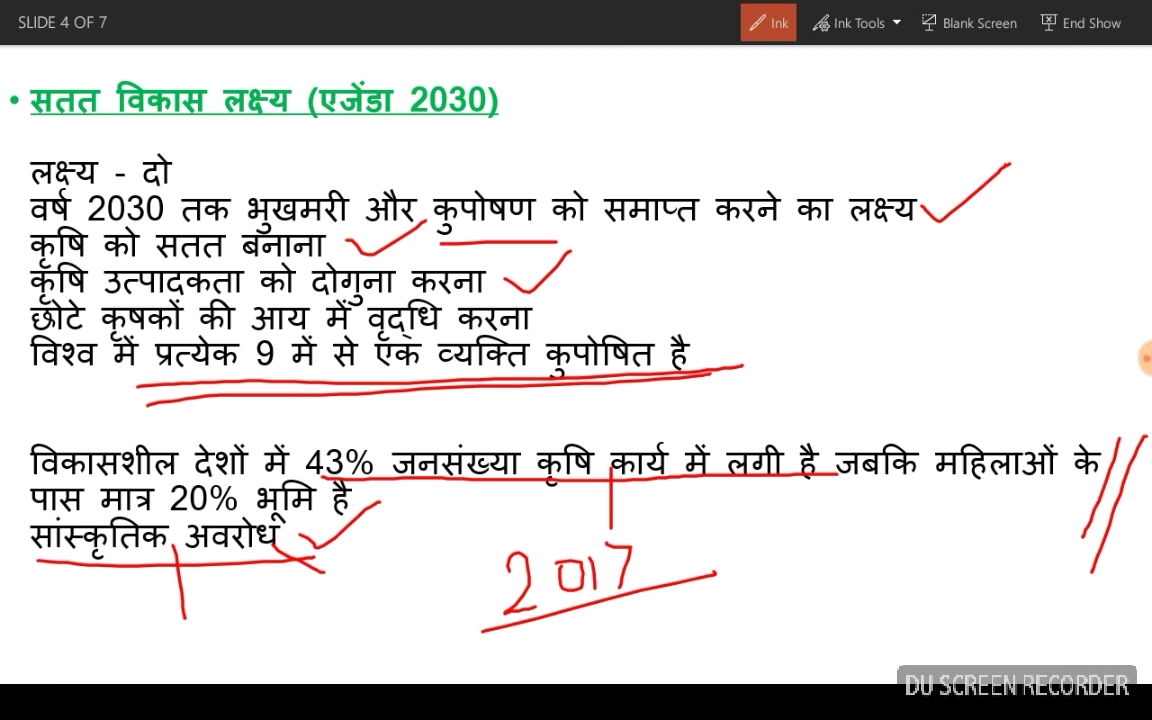 SLIDE 4 OF 7
Ink Ink Tools Blank Screen End Show
• सतत विकास लक्ष्य (एजेंडा 2030)
लक्ष्य - दो
वर्ष 2030 तक भुखमरी और कुपोषण को समाप्त करने का लक्ष्य
कृषि को सतत बनाना
कृषि उत्पादकता को दोगुना करना
छोटे कृषकों की आय में वृद्धि करना
विश्व में प्रत्येक 9 में से एक व्यक्ति कुपोषित है
विकासशील देशों में 43% जनसंख्या कृषि कार्य में लगी है जबकि महिलाओं के
पास मात्र 20% भूमि है
सांस्कृतिक अवरोध
2017
DU SCREEN RECORDER